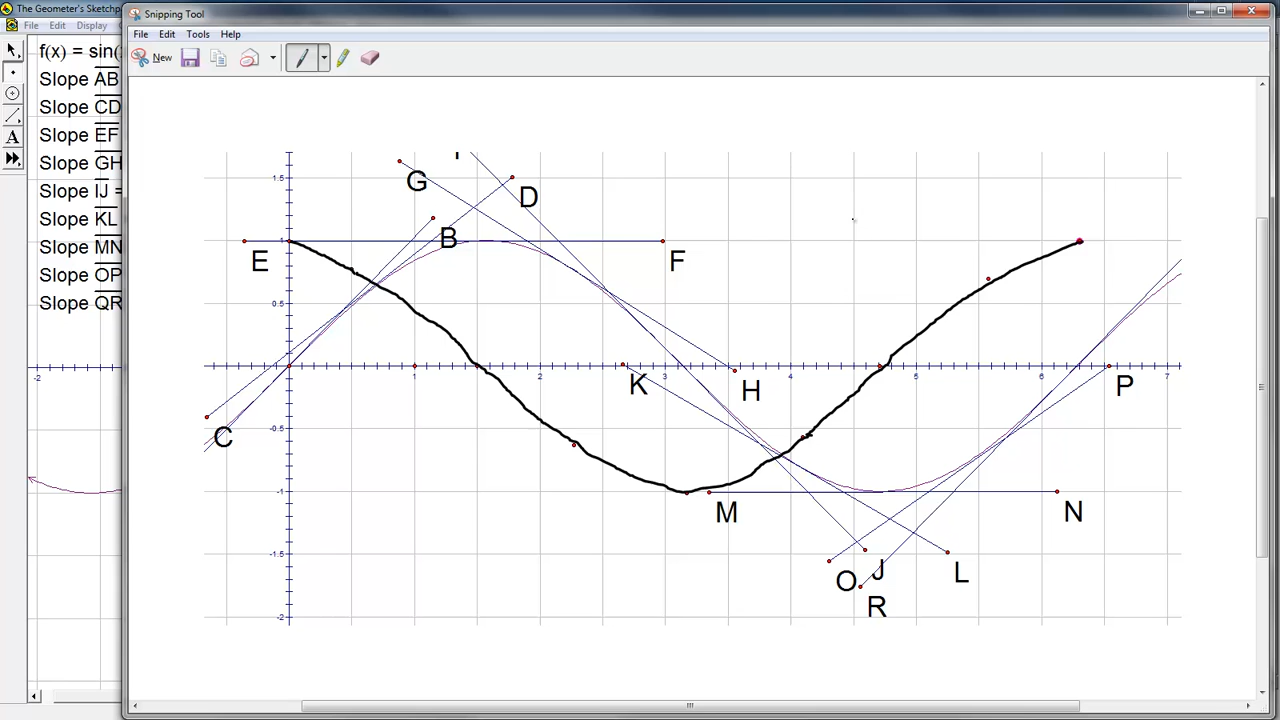 The Geometer's Sketchp
Snipping Tool
File Edit Display
File Edit Tools Help
New
f(x) = sin(
Slope AB
Slope CD
Slope EF
Slope GH
Slope IJ =
Slope KL
Slope MN
Slope OP
Slope QR
G D
B
E F
K H P
C
M N
O J L
R
1.5
1
0.5
-0.5
-1
-1.5
-2
1 2 3 4 5 6 7
-2
A